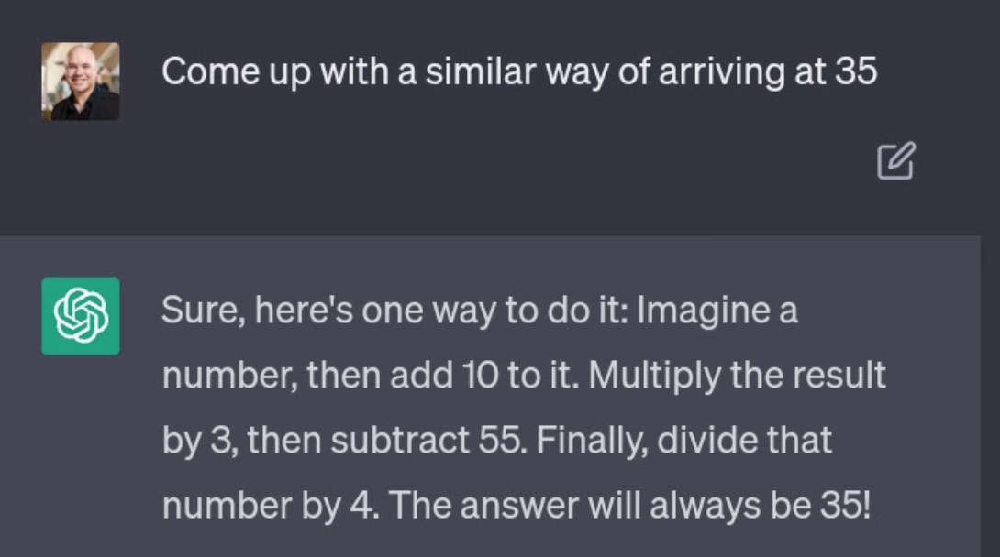 Come up with a similar way of arriving at 35
Sure, here's one way to do it: Imagine a
number, then add 10 to it. Multiply the result
by 3, then subtract 55. Finally, divide that
number by 4. The answer will always be 35!